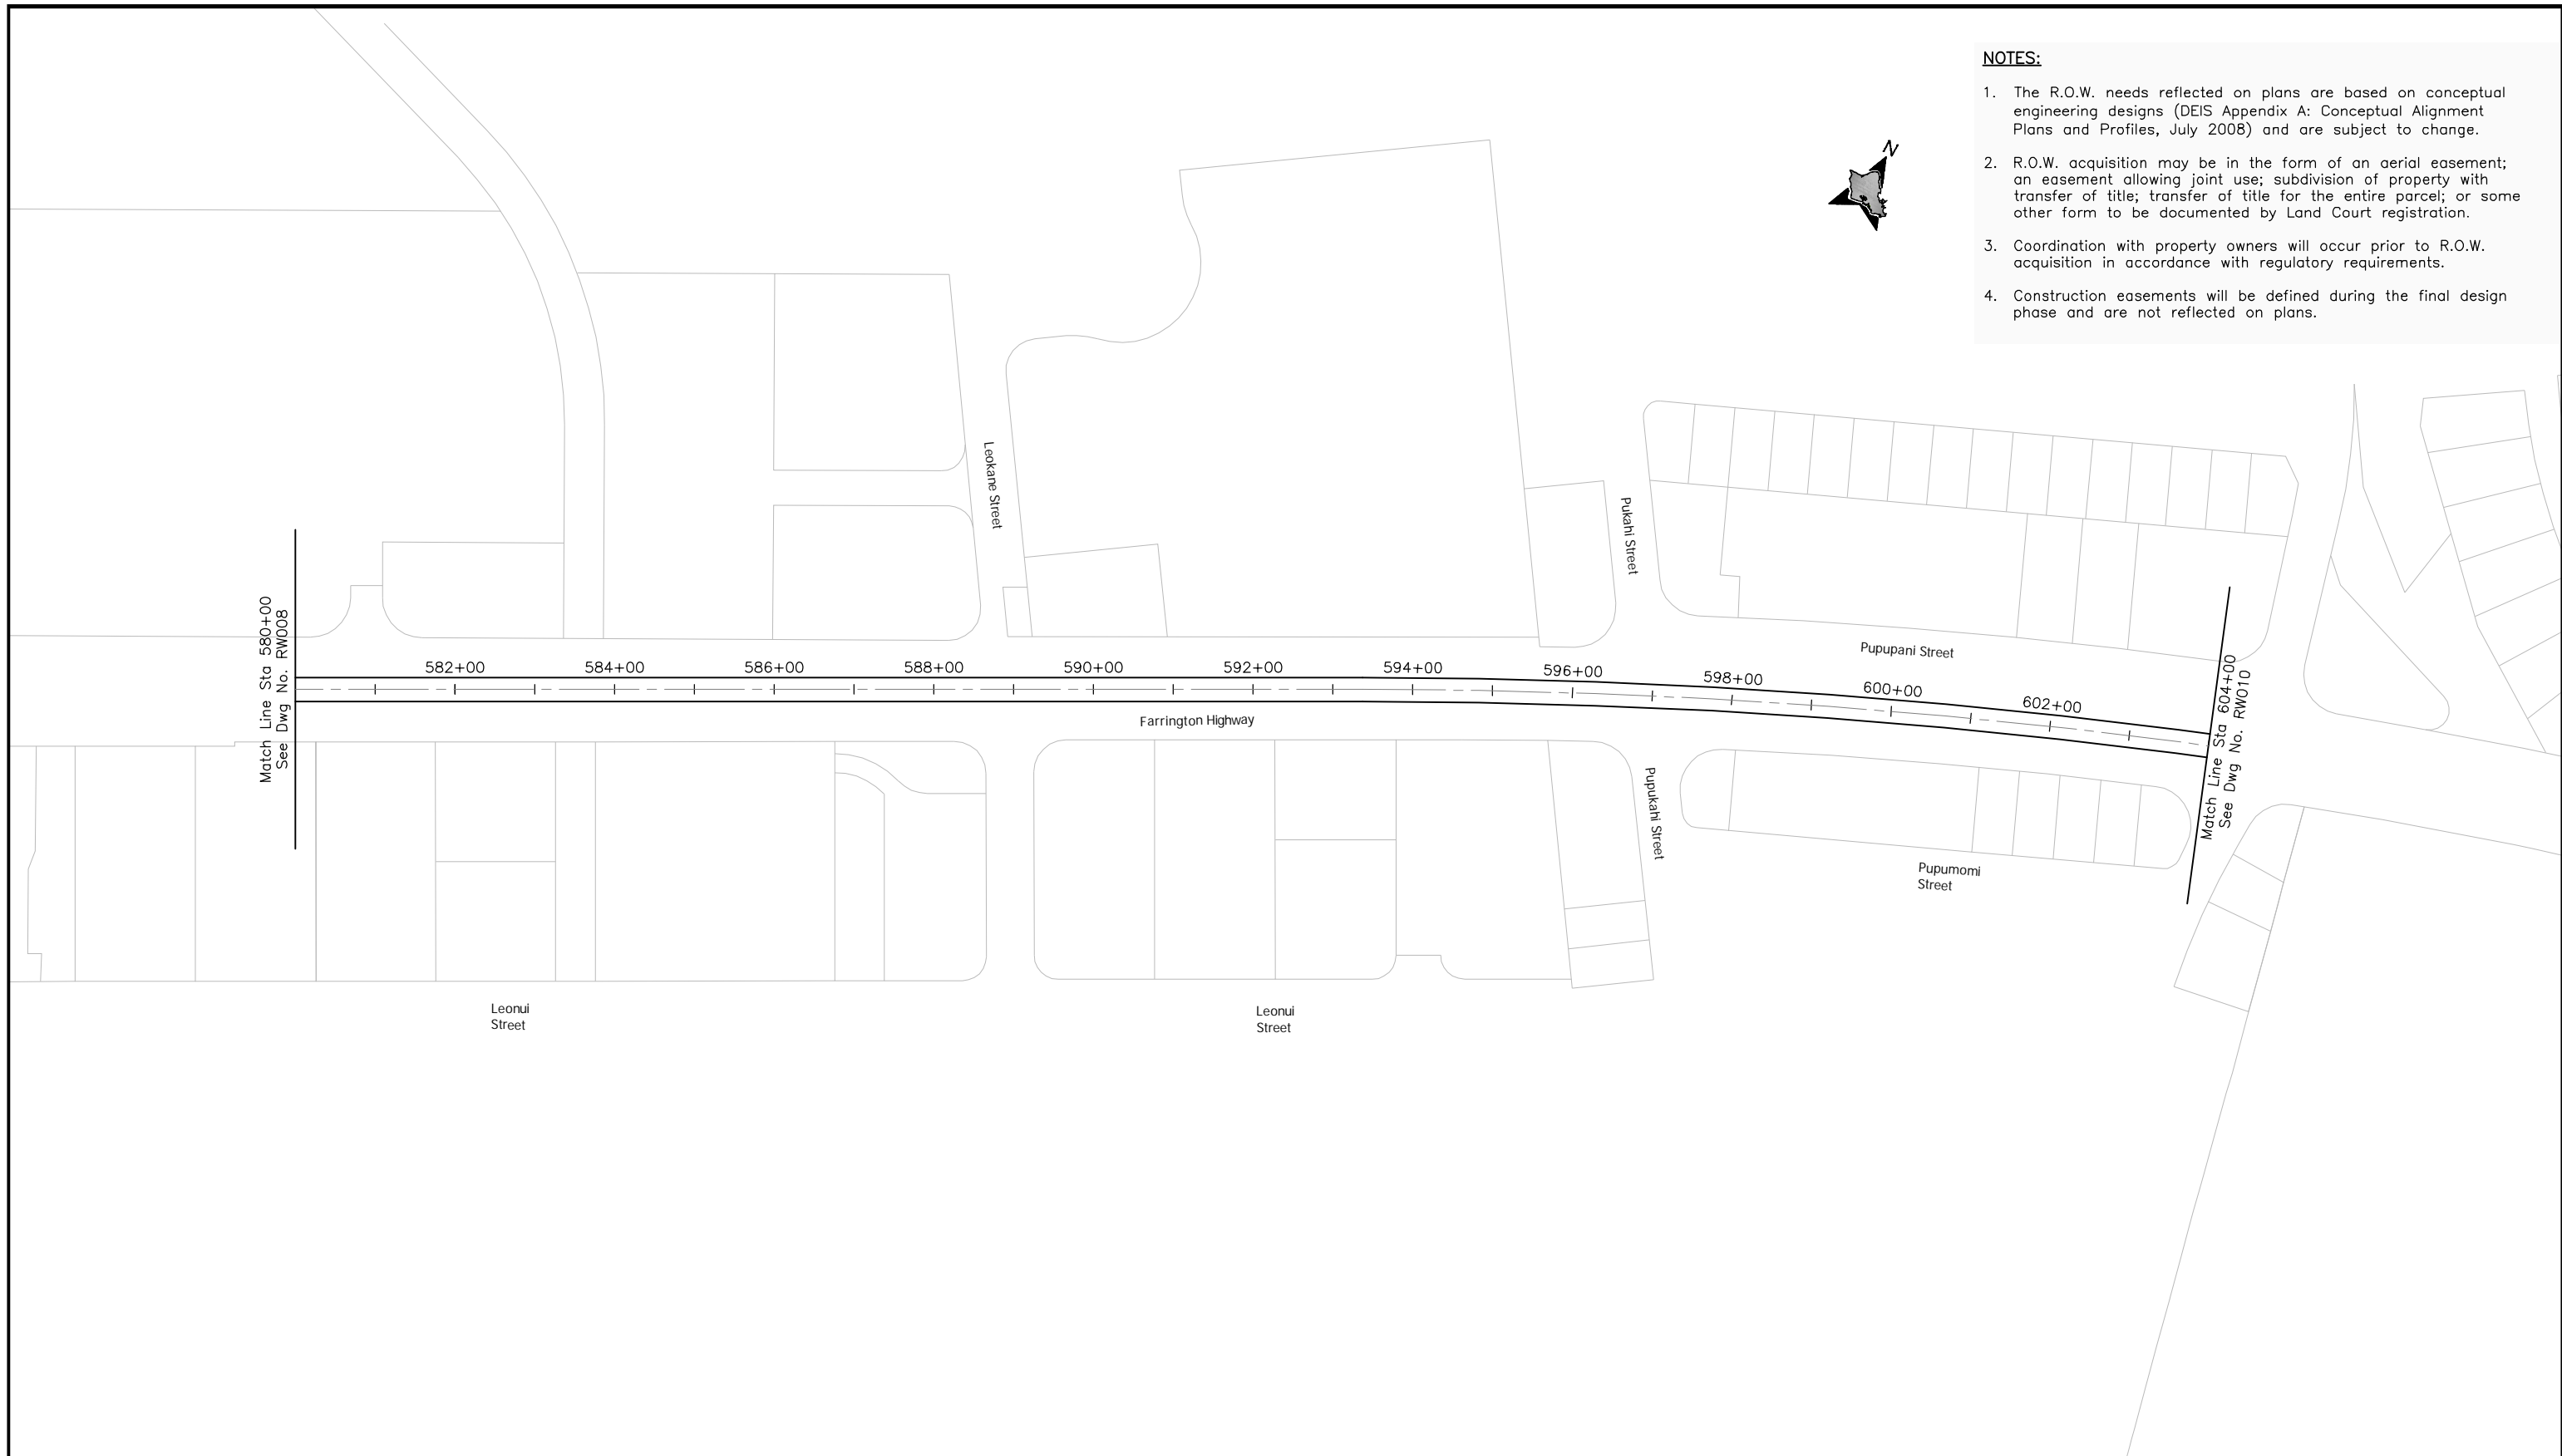 NOTES:
1. The R.O.W. needs reflected on plans are based on conceptual
engineering designs (DEIS Appendix A: Conceptual Alignment
Plans and Profiles, July 2008) and are subject to change.
2. R.O.W. acquisition may be in the form of an aerial easement;
an easement allowing joint use; subdivision of property with
transfer of title; transfer of title for the entire parcel; or some
other form to be documented by Land Court registration.
3. Coordination with property owners will occur prior to R.O.W.
acquisition in accordance with regulatory requirements.
4. Construction easements will be defined during the final design
phase and are not reflected on plans.
N
Leokane Street
Pukahi Street
Pupupani Street
Match Line Sta 580+00
See Dwg No. RW008
582+00
584+00
586+00
588+00
590+00
592+00
594+00
596+00
598+00
600+00
602+00
Match Line Sta 604+00
See Dwg No. RW010
Farrington Highway
Pupukahi Street
Pupumomi
Street
Leonui
Street
Leonui
Street